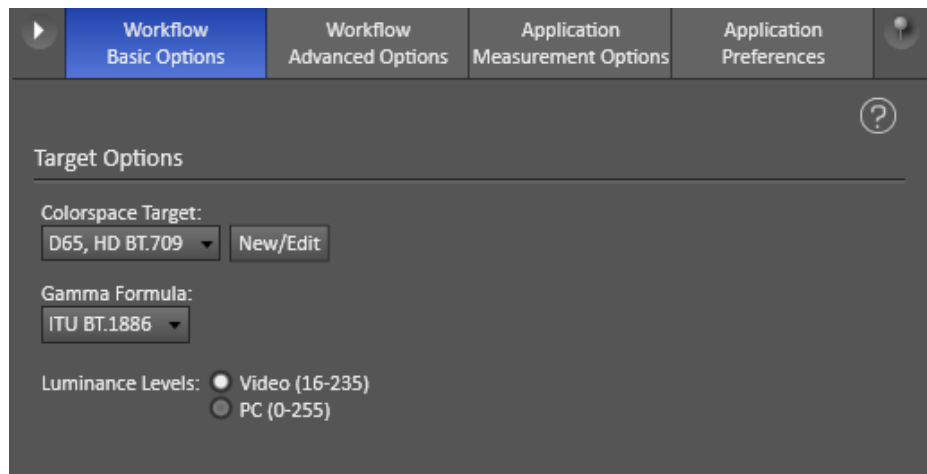 Workflow
Basic Options
Workflow
Advanced Options
Application
Measurement Options
Application
Preferences
?
Target Options
Colorspace Target:
D65, HD BT.709
New/Edit
Gamma Formula:
ITU BT.1886
Luminance Levels: Video (16-235)
PC (0-255)